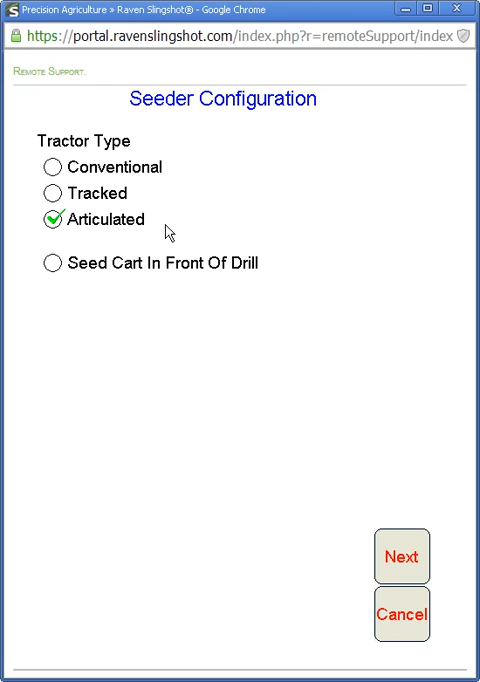 Precision Agriculture » Raven Slingshot® - Google Chrome
https://portal.ravenslingshot.com/index.php?r=remoteSupport/index
Remote Support.
Seeder Configuration
Tractor Type
Conventional
Tracked
Articulated
Seed Cart In Front Of Drill
Next
Cancel